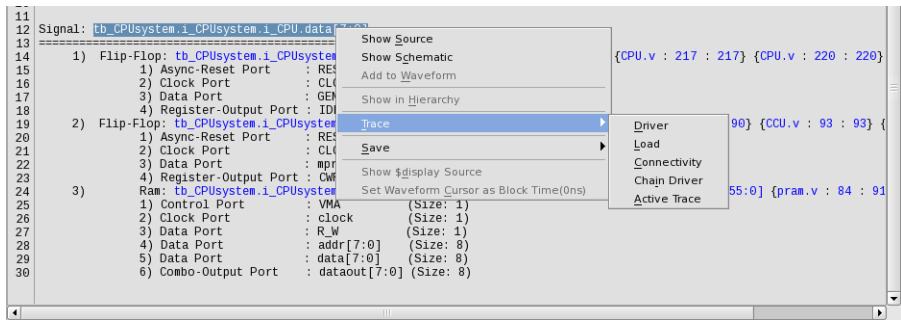 11
12 Signal: tb_CPUsystem.i_CPUsystem.i_CPU.data[7:0]
13 ========================================
14 1) Flip-Flop: tb_CPUsystem.i_CPUsystem {CPU.v : 217 : 217} {CPU.v : 220 : 220}
15 1) Async-Reset Port : RES
16 2) Clock Port : CLO
17 3) Data Port : GEN
18 4) Register-Output Port : IDE
19 2) Flip-Flop: tb_CPUsystem.i_CPUsystem 90} {CCU.v : 93 : 93} {
20 1) Async-Reset Port : RES
21 2) Clock Port : CLO
22 3) Data Port : mpr
23 4) Register-Output Port : CWR
24 3) Ram: tb_CPUsystem.i_CPUsystem 55:0] {pram.v : 84 : 91
25 1) Control Port : VMA (Size: 1)
26 2) Clock Port : clock (Size: 1)
27 3) Data Port : R_W (Size: 1)
28 4) Data Port : addr[7:0] (Size: 8)
29 5) Data Port : data[7:0] (Size: 8)
30 6) Combo-Output Port : dataout[7:0] (Size: 8)
Show Source
Show Schematic
Add to Waveform
Show in Hierarchy
Trace
Save
Show $display Source
Set Waveform Cursor as Block Time(0ns)
Driver
Load
Connectivity
Chain Driver
Active Trace